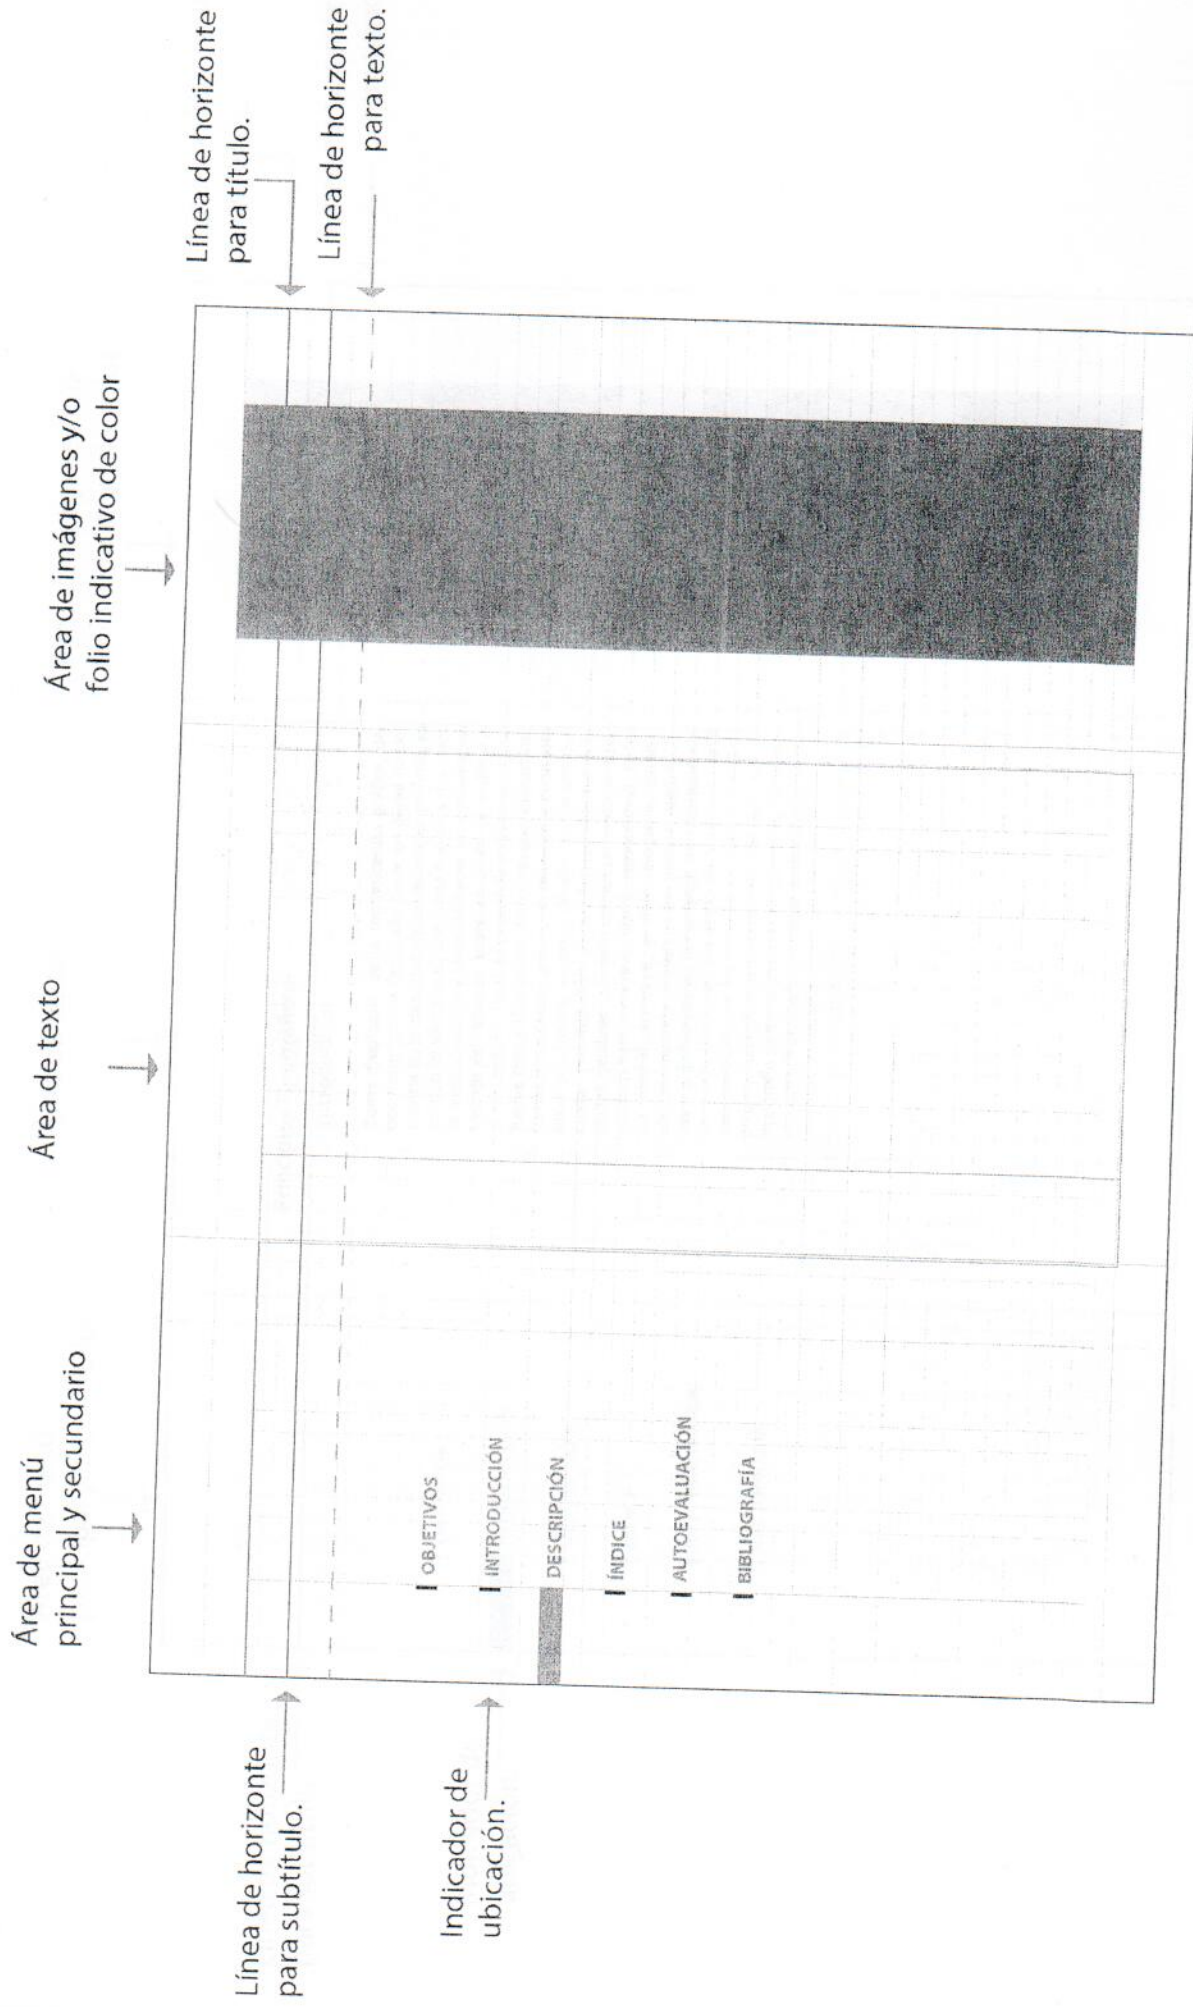 Área de menú
principal y secundario
Área de texto
Área de imágenes y/o
folio indicativo de color
Línea de horizonte
para subtítulo.
Indicador de
ubicación.
OBJETIVOS
INTRODUCCIÓN
DESCRIPCIÓN
ÍNDICE
AUTOEVALUACIÓN
BIBLIOGRAFÍA
Línea de horizonte
para título.
Línea de horizonte
para texto.